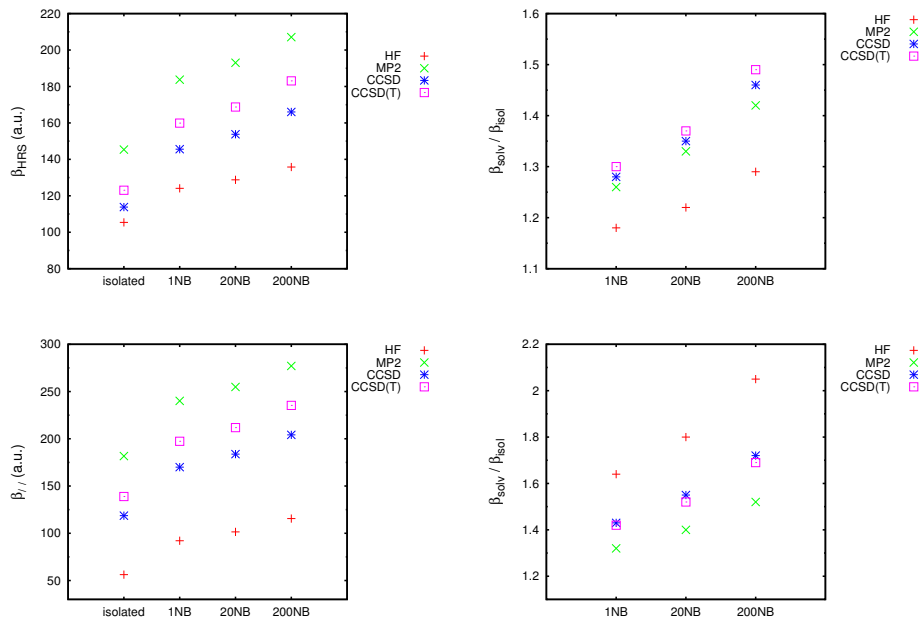 220
200
180
160
140
120
100
80
β_HRS (a.u.)
isolated 1NB 20NB 200NB
HF
MP2
CCSD
CCSD(T)
1.6
1.5
1.4
1.3
1.2
1.1
β_solv / β_isol
1NB 20NB 200NB
HF
MP2
CCSD
CCSD(T)
300
250
200
150
100
50
β_// (a.u.)
isolated 1NB 20NB 200NB
HF
MP2
CCSD
CCSD(T)
2.2
2
1.8
1.6
1.4
1.2
β_solv / β_isol
1NB 20NB 200NB
HF
MP2
CCSD
CCSD(T)